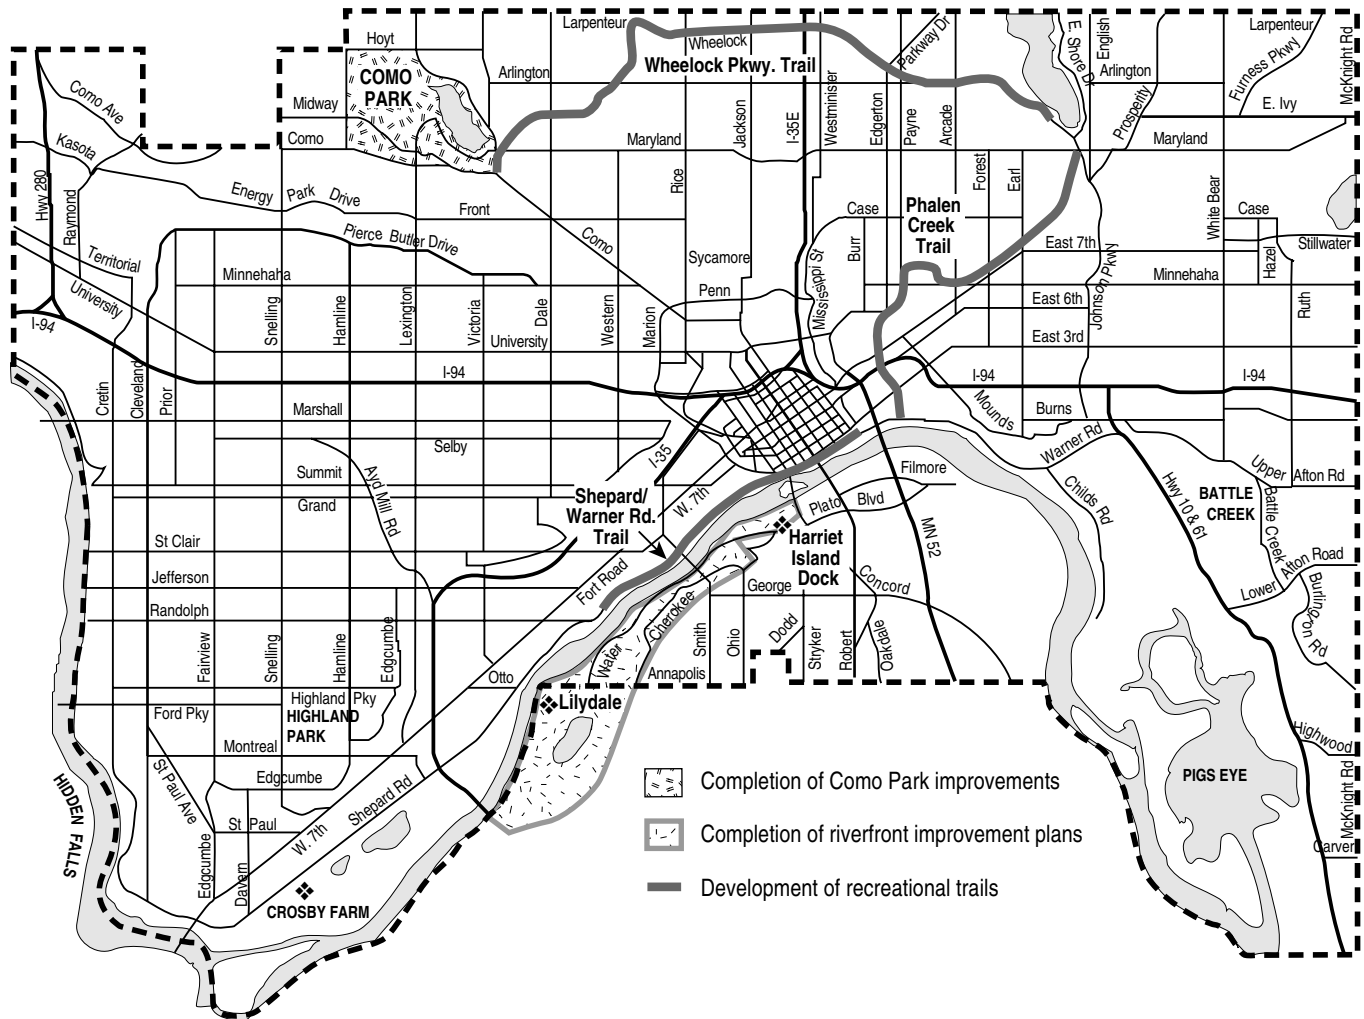 Larpenteur
Wheelock
Parkway Dr
E. Shore Dr
English
Larpenteur
McKnight Rd
Hoyt
Wheelock Pkwy. Trail
Furness Pkwy
COMO
PARK
Arlington
Arlington
Como Ave
Midway
Jackson
I-35E
Westminister
Edgerton
Payne
Arcade
Prosperity
E. Ivy
Kasota
Como
Maryland
Maryland
Hwy 280
Raymond
Energy Park Drive
Rice
Forest
Earl
White Bear
Front
Case
Phalen
Creek
Trail
Case
Pierce Butler Drive
Como
Mississippi St
Burr
East 7th
Johnson Pkwy
Hazel
Stillwater
Territorial
Minnehaha
Sycamore
Minnehaha
University
Penn
East 6th
Ruth
Snelling
Hamline
Lexington
Victoria
Dale
Western
Marion
I-94
University
East 3rd
Cretin
Cleveland
Prior
I-94
I-94
I-94
Marshall
Mounds
Burns
Selby
I-35
Warner Rd
Summit
Ayd Mill Rd
Filmore
Upper Afton Rd
Grand
Shepard/
Warner Rd.
Trail
W. 7th
Plato Blvd
Childs Rd
Hwy 10 & 61
BATTLE
CREEK
Battle Creek
St Clair
Harriet
Island
Dock
MN 52
Jefferson
Fort Road
George
Concord
Lower Afton Road
Randolph
Cherokee
Burlington Rd
Fairview
Snelling
Hamline
Edgcumbe
Water
Smith
Ohio
Dodd
Stryker
Robert
Oakdale
Otto
Annapolis
Highland Pky
Lilydale
Ford Pky
HIGHLAND
PARK
Highwood
Montreal
St Paul Ave
Edgcumbe
HIDDEN FALLS
PIGS EYE
Completion of Como Park improvements
Shepard Rd
McKnight Rd
St Paul
W. 7th
Completion of riverfront improvement plans
Carver
Edgcumbe
Davern
Development of recreational trails
CROSBY FARM